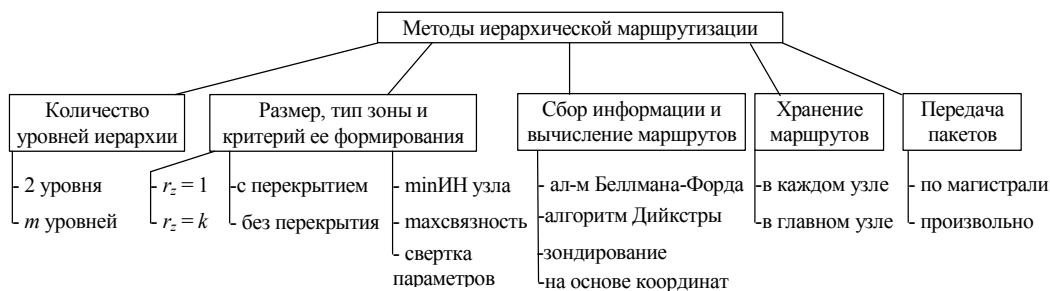 Методы иерархической маршрутизации
Количество
уровней иерархии
Размер, тип зоны и
критерий ее формирования
Сбор информации и
вычисление маршрутов
Хранение
маршрутов
Передача
пакетов
- 2 уровня
- m уровней
- r_z = 1
- r_z = k
-с перекрытием
- без перекрытия
- minИН узла
- maxсвязность
- свертка
параметров
- ал-м Беллмана-Форда
-алгоритм Дийкстры
-зондирование
-на основе координат
-в каждом узле
-в главном узле
- по магистрали
- произвольно